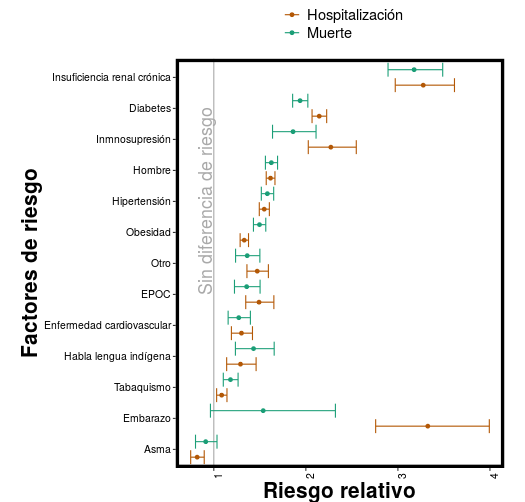 Hospitalización
Muerte
Factores de riesgo
Insuficiencia renal crónica
Diabetes
Inmnosupresión
Hombre
Hipertensión
Obesidad
Otro
EPOC
Enfermedad cardiovascular
Habla lengua indígena
Tabaquismo
Embarazo
Asma
Sin diferencia de riesgo
1
2
3
4
Riesgo relativo